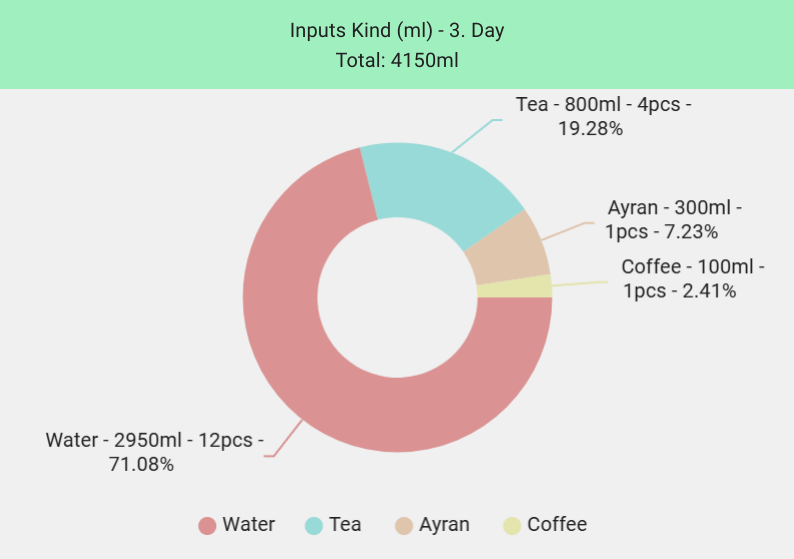 Inputs Kind (ml) - 3. Day
Total: 4150ml
Tea - 800ml - 4pcs -
19.28%
Ayran - 300ml -
1pcs - 7.23%
Coffee - 100ml -
1pcs - 2.41%
Water - 2950ml - 12pcs -
71.08%
Water Tea Ayran Coffee